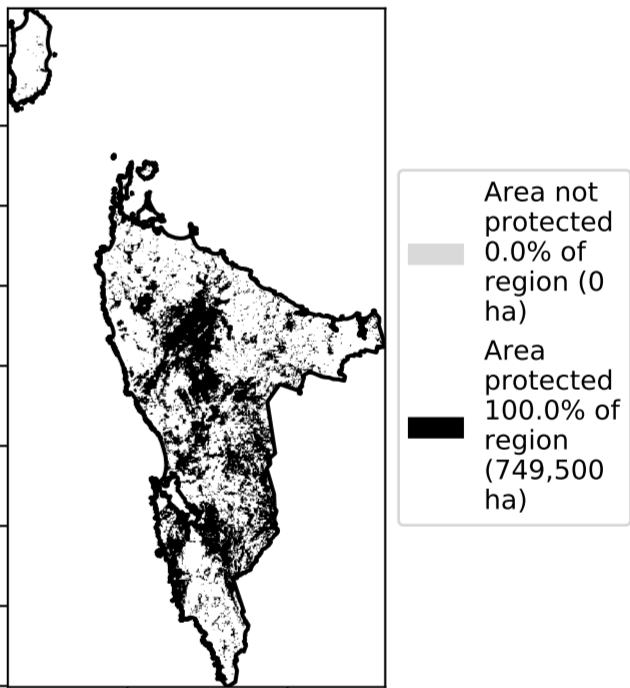 Area not
protected
0.0% of
region (0
ha)
Area
protected
100.0% of
region
(749,500
ha)